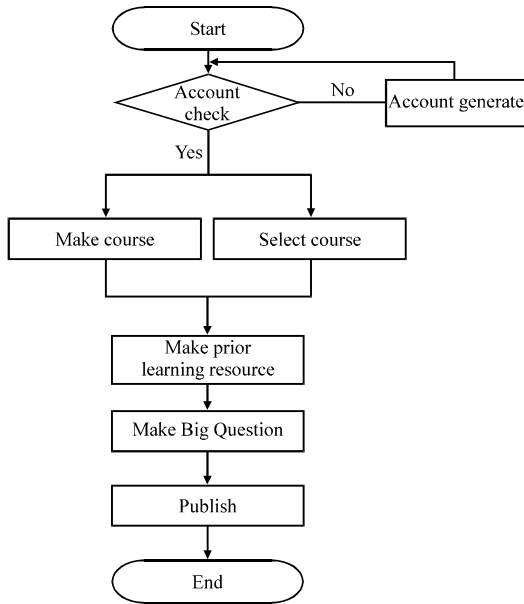 Start
Account
check
No
Account generate
Yes
Make course
Select course
Make prior
learning resource
Make Big Question
Publish
End